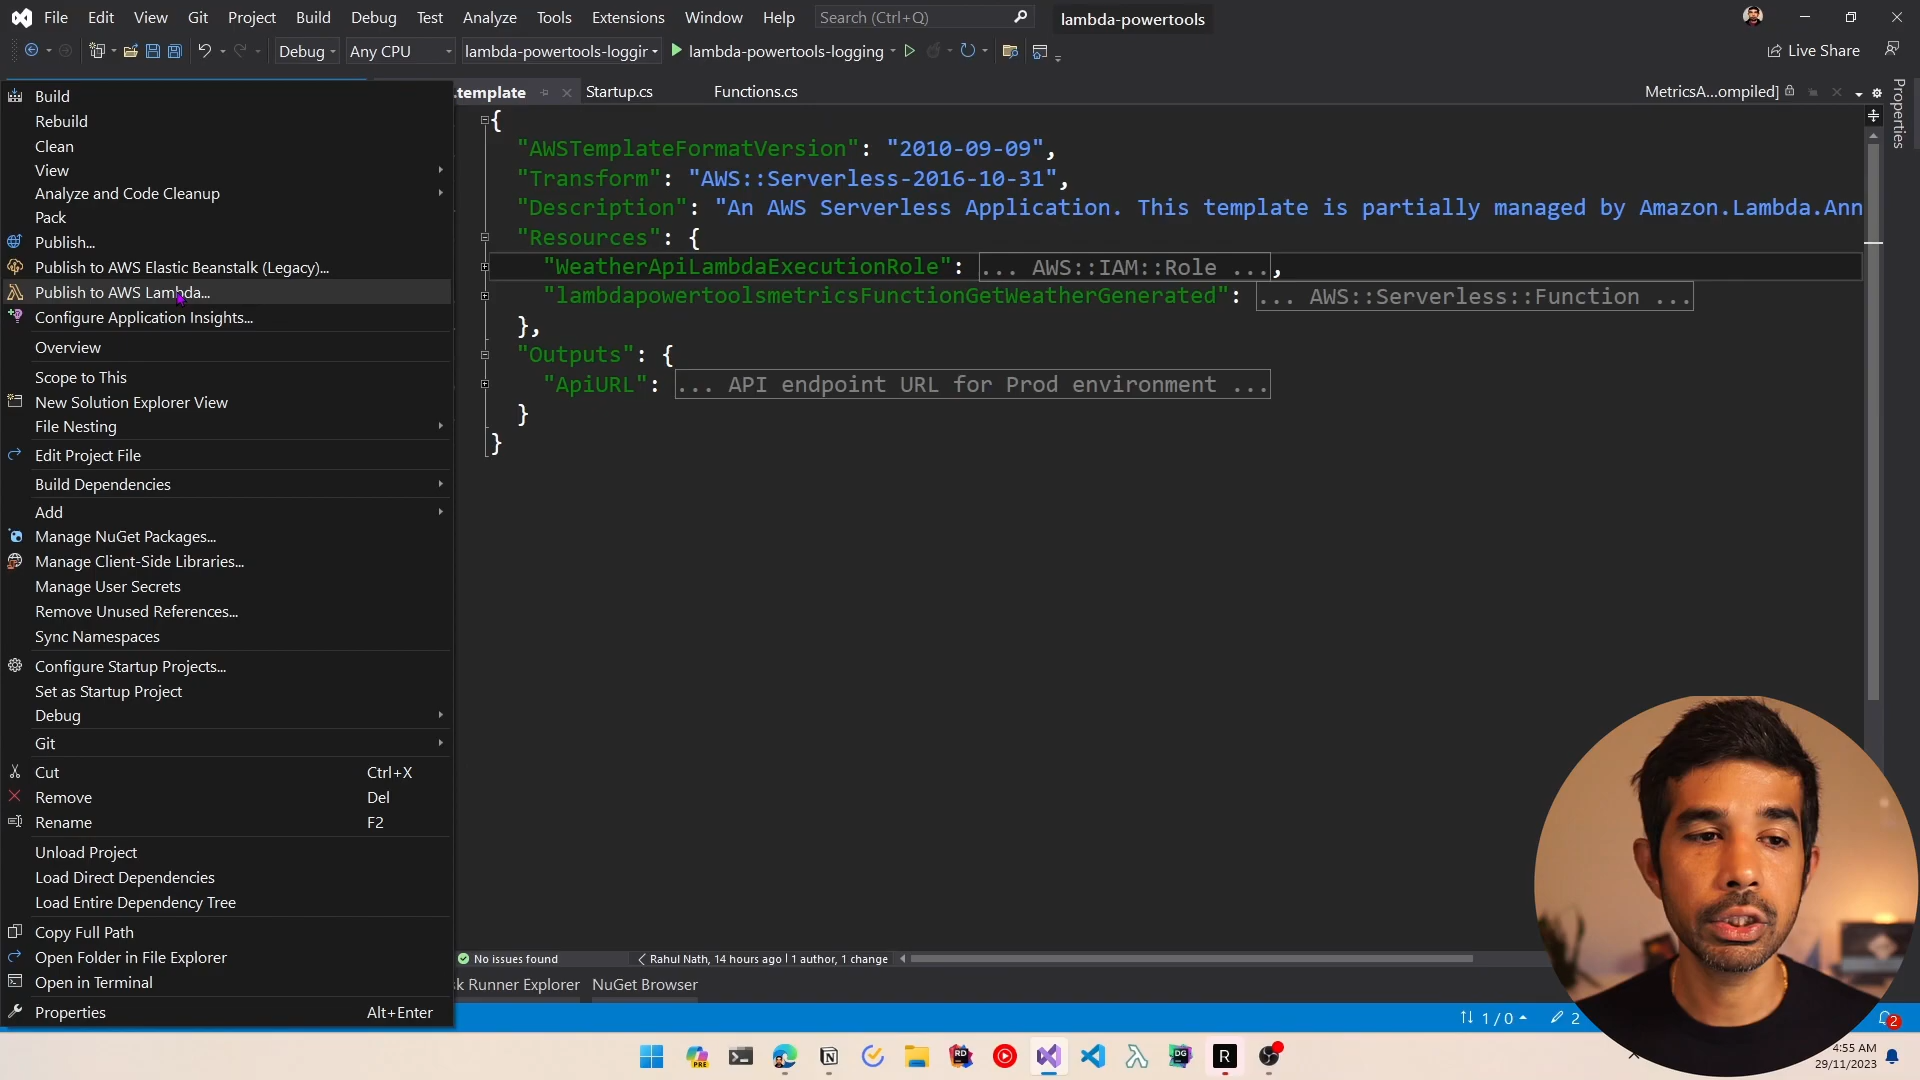 File Edit View Git Project Build Debug Test Analyze Tools Extensions Window Help Search (Ctrl+Q) lambda-powertools
Debug Any CPU lambda-powertools-loggir lambda-powertools-logging Live Share
.template Startup.cs Functions.cs MetricsA...ompiled]
Properties
Build
Rebuild
Clean
View
Analyze and Code Cleanup
Pack
Publish...
Publish to AWS Elastic Beanstalk (Legacy)...
Publish to AWS Lambda...
Configure Application Insights...
Overview
Scope to This
New Solution Explorer View
File Nesting
Edit Project File
Build Dependencies
Add
Manage NuGet Packages...
Manage Client-Side Libraries...
Manage User Secrets
Remove Unused References...
Sync Namespaces
Configure Startup Projects...
Set as Startup Project
Debug
Git
Cut Ctrl+X
Remove Del
Rename F2
Unload Project
Load Direct Dependencies
Load Entire Dependency Tree
Copy Full Path
Open Folder in File Explorer
Open in Terminal
Properties Alt+Enter
{
"AWSTemplateFormatVersion": "2010-09-09",
"Transform": "AWS::Serverless-2016-10-31",
"Description": "An AWS Serverless Application. This template is partially managed by Amazon.Lambda.Ann
"Resources": {
"WeatherApiLambdaExecutionRole": ... AWS::IAM::Role ...,
"lambdapowertoolsmetricsFunctionGetWeatherGenerated": ... AWS::Serverless::Function ...
},
"Outputs": {
"ApiURL": ... API endpoint URL for Prod environment ...
}
}
No issues found Rahul Nath, 14 hours ago | 1 author, 1 change
sk Runner Explorer NuGet Browser
1 / 0 2 2
PRE RD DG R
4:55 AM
29/11/2023